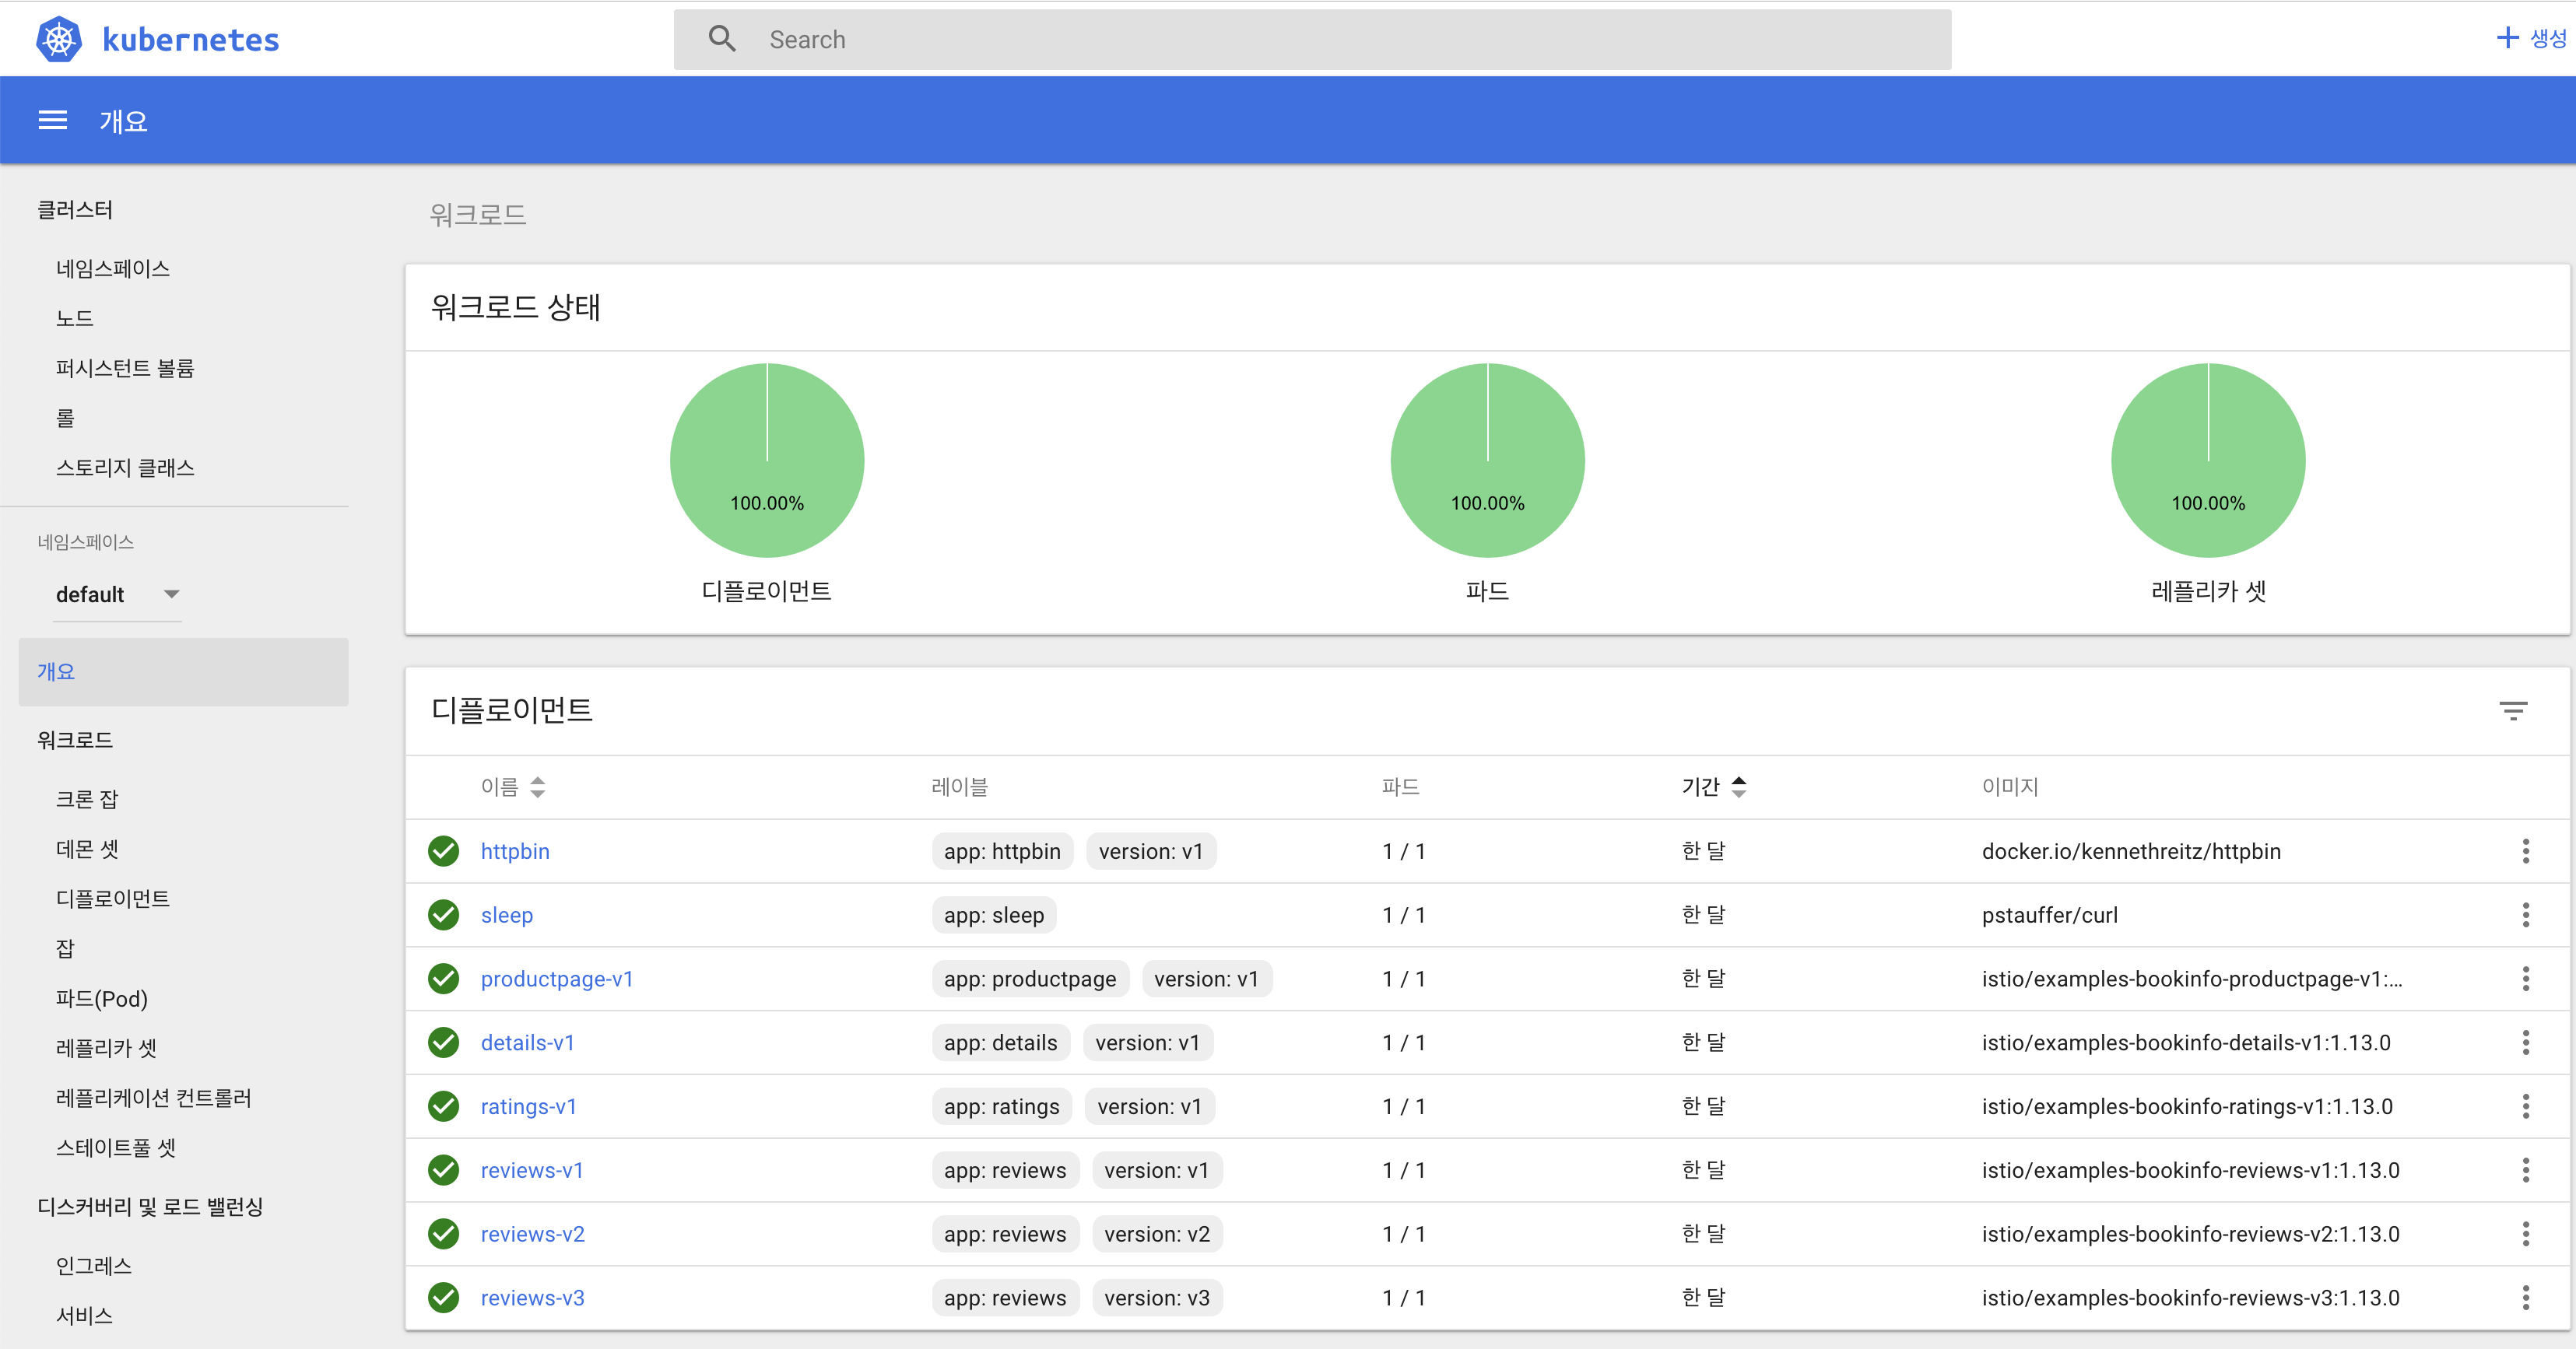 kubernetes
Search
생성
개요
클러스터
네임스페이스
노드
퍼시스턴트 볼륨
롤
스토리지 클래스
네임스페이스
default
개요
워크로드
크론 잡
데몬 셋
디플로이먼트
잡
파드(Pod)
레플리카 셋
레플리케이션 컨트롤러
스테이트풀 셋
디스커버리 및 로드 밸런싱
인그레스
서비스
워크로드
워크로드 상태
100.00% 100.00% 100.00%
디플로이먼트 파드 레플리카 셋
디플로이먼트
이름 레이블 파드 기간 이미지
httpbin app: httpbin version: v1 1 / 1 한 달 docker.io/kennethreitz/httpbin
sleep app: sleep 1 / 1 한 달 pstauffer/curl
productpage-v1 app: productpage version: v1 1 / 1 한 달 istio/examples-bookinfo-productpage-v1:...
details-v1 app: details version: v1 1 / 1 한 달 istio/examples-bookinfo-details-v1:1.13.0
ratings-v1 app: ratings version: v1 1 / 1 한 달 istio/examples-bookinfo-ratings-v1:1.13.0
reviews-v1 app: reviews version: v1 1 / 1 한 달 istio/examples-bookinfo-reviews-v1:1.13.0
reviews-v2 app: reviews version: v2 1 / 1 한 달 istio/examples-bookinfo-reviews-v2:1.13.0
reviews-v3 app: reviews version: v3 1 / 1 한 달 istio/examples-bookinfo-reviews-v3:1.13.0